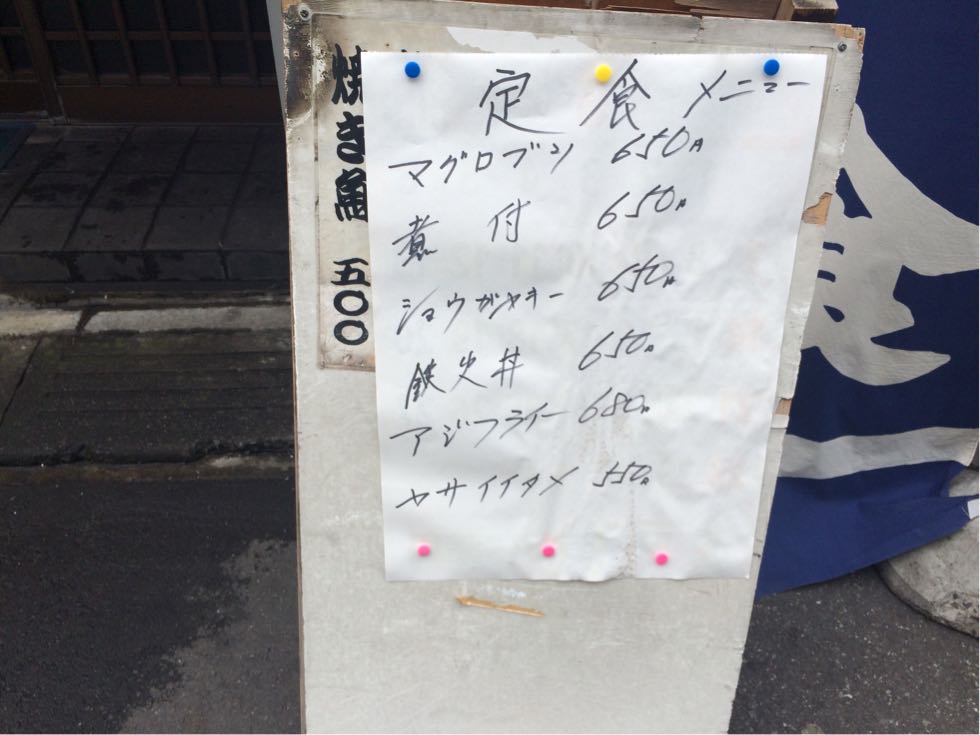 定食メニュー
マグロブツ 650円
煮付 650円
ショウガヤキー 650円
鉄火丼 650円
アジフライー 680円
ヤサイイタメ 550円
焼き魚 五〇〇